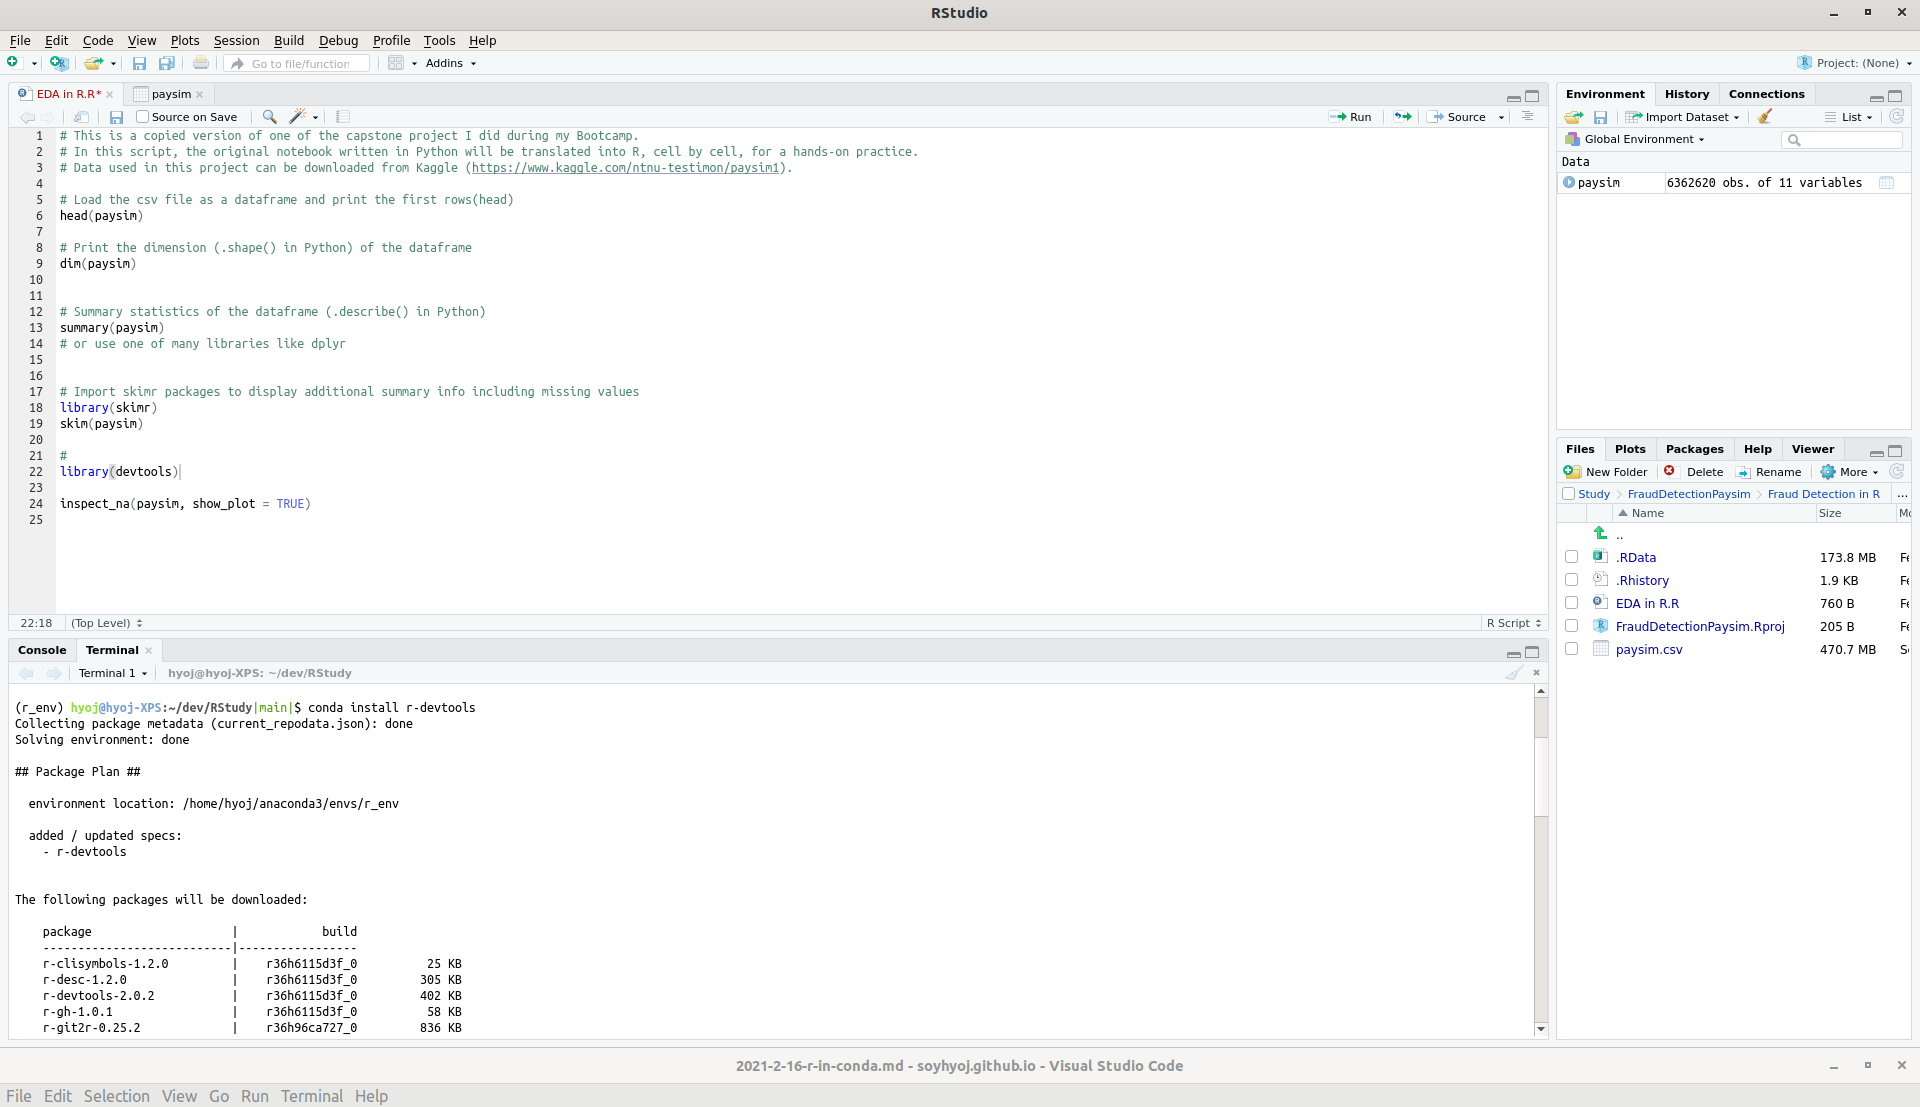 RStudio
File Edit Code View Plots Session Build Debug Profile Tools Help
Go to file/function Addins Project: (None)
EDA in R.R* paysim
Source on Save Run Source
1 # This is a copied version of one of the capstone project I did during my Bootcamp.
2 # In this script, the original notebook written in Python will be translated into R, cell by cell, for a hands-on practice.
3 # Data used in this project can be downloaded from Kaggle (https://www.kaggle.com/ntnu-testimon/paysim1).
4
5 # Load the csv file as a dataframe and print the first rows(head)
6 head(paysim)
7
8 # Print the dimension (.shape() in Python) of the dataframe
9 dim(paysim)
10
11
12 # Summary statistics of the dataframe (.describe() in Python)
13 summary(paysim)
14 # or use one of many libraries like dplyr
15
16
17 # Import skimr packages to display additional summary info including missing values
18 library(skimr)
19 skim(paysim)
20
21 #
22 library(devtools)
23
24 inspect_na(paysim, show_plot = TRUE)
25
22:18 (Top Level) R Script
Console Terminal
Terminal 1 hyoj@hyoj-XPS: ~/dev/RStudy
(r_env) hyoj@hyoj-XPS:~/dev/RStudy|main|$ conda install r-devtools
Collecting package metadata (current_repodata.json): done
Solving environment: done
## Package Plan ##
environment location: /home/hyoj/anaconda3/envs/r_env
added / updated specs:
- r-devtools
The following packages will be downloaded:
package | build
---------------------------|-----------------
r-clisymbols-1.2.0 | r36h6115d3f_0 25 KB
r-desc-1.2.0 | r36h6115d3f_0 305 KB
r-devtools-2.0.2 | r36h6115d3f_0 402 KB
r-gh-1.0.1 | r36h6115d3f_0 58 KB
r-git2r-0.25.2 | r36h96ca727_0 836 KB
Environment History Connections
Import Dataset List
Global Environment
Data
paysim 6362620 obs. of 11 variables
Files Plots Packages Help Viewer
New Folder Delete Rename More
Study FraudDetectionPaysim Fraud Detection in R ...
Name Size
..
.RData 173.8 MB
.Rhistory 1.9 KB
EDA in R.R 760 B
FraudDetectionPaysim.Rproj 205 B
paysim.csv 470.7 MB
2021-2-16-r-in-conda.md - soyhyoj.github.io - Visual Studio Code
File Edit Selection View Go Run Terminal Help